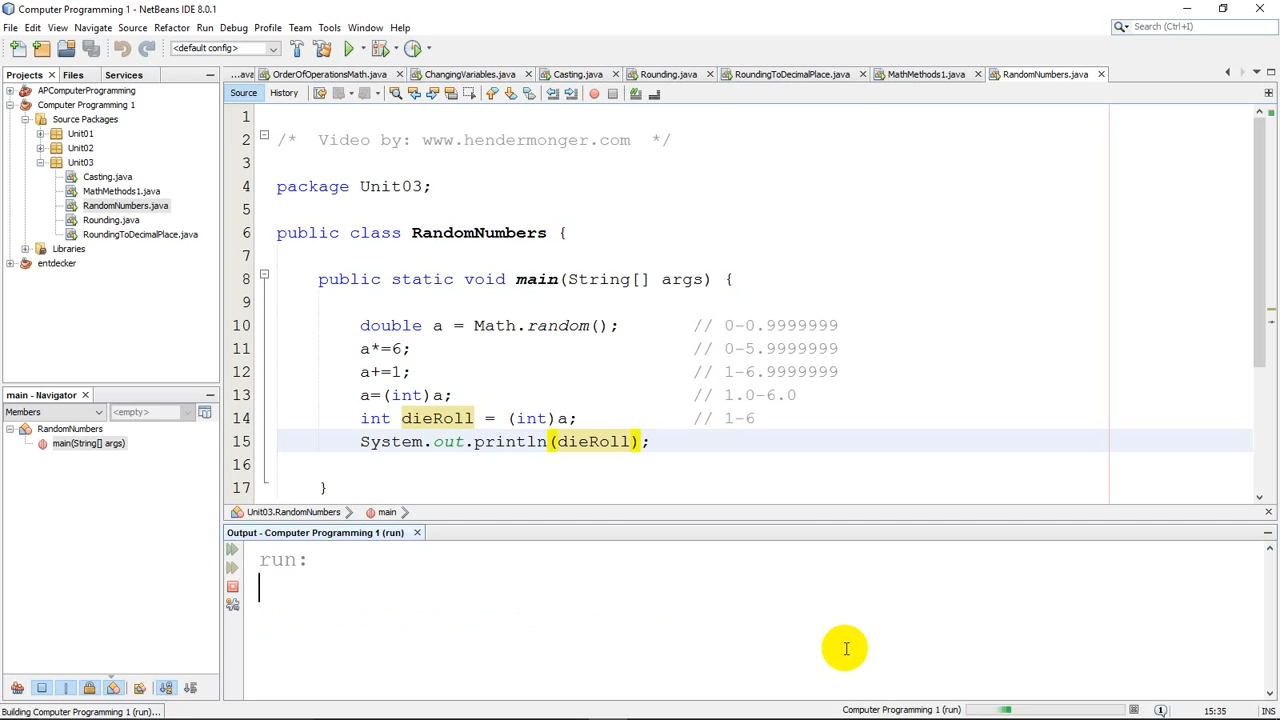 Computer Programming 1 - NetBeans IDE 8.0.1
File Edit View Navigate Source Refactor Run Debug Profile Team Tools Window Help
Search (Ctrl+I)
<default config>
Projects Files Services
...ava OrderOfOperationsMath.java ChangingVariables.java Casting.java Rounding.java RoundingToDecimalPlace.java MathMethods1.java RandomNumbers.java
Source History
APComputerProgramming
Computer Programming 1
Source Packages
Unit01
Unit02
Unit03
Casting.java
MathMethods1.java
RandomNumbers.java
Rounding.java
RoundingToDecimalPlace.java
Libraries
entdecker
main - Navigator
Members <empty>
RandomNumbers
main(String[] args)
1
2 /*  Video by: www.hendermonger.com  */
3
4 package Unit03;
5
6 public class RandomNumbers {
7
8 public static void main(String[] args) {
9
10 double a = Math.random(); // 0-0.9999999
11 a*=6; // 0-5.9999999
12 a+=1; // 1-6.9999999
13 a=(int)a; // 1.0-6.0
14 int dieRoll = (int)a; // 1-6
15 System.out.println(dieRoll);
16
17 }
Unit03.RandomNumbers main
Output - Computer Programming 1 (run)
run:
Building Computer Programming 1 (run)... Computer Programming 1 (run) 1 15:35 INS